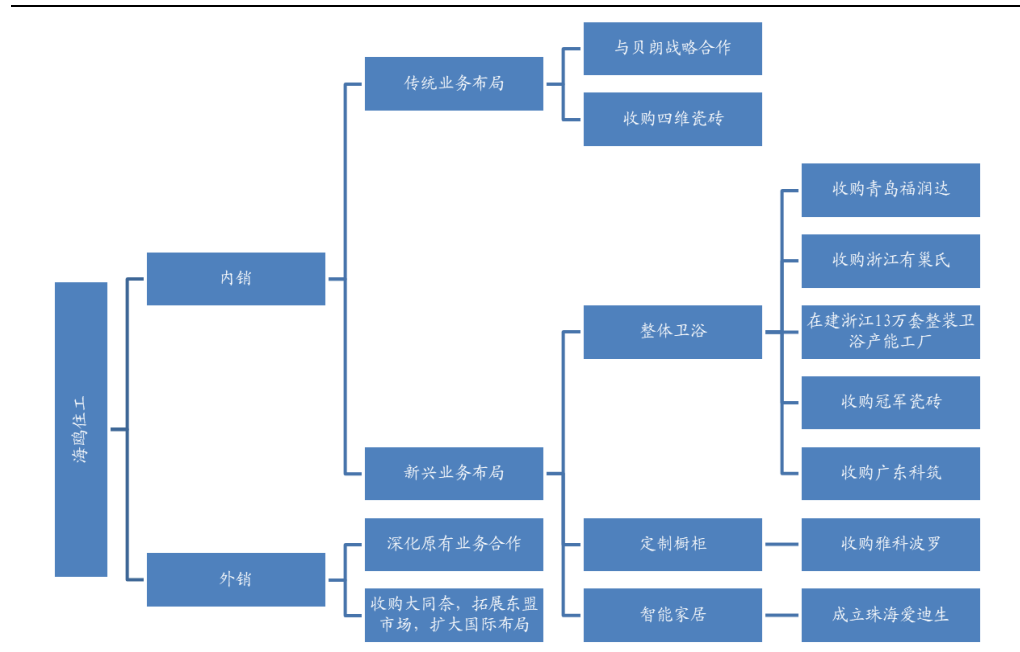 海鸥住工
内销
传统业务布局
与贝朗战略合作
收购四维瓷砖
新兴业务布局
整体卫浴
收购青岛福润达
收购浙江有巢氏
在建浙江13万套整装卫
浴产能工厂
收购冠军瓷砖
收购广东科筑
定制橱柜
收购雅科波罗
智能家居
成立珠海爱迪生
外销
深化原有业务合作
收购大同奈，拓展东盟
市场，扩大国际布局